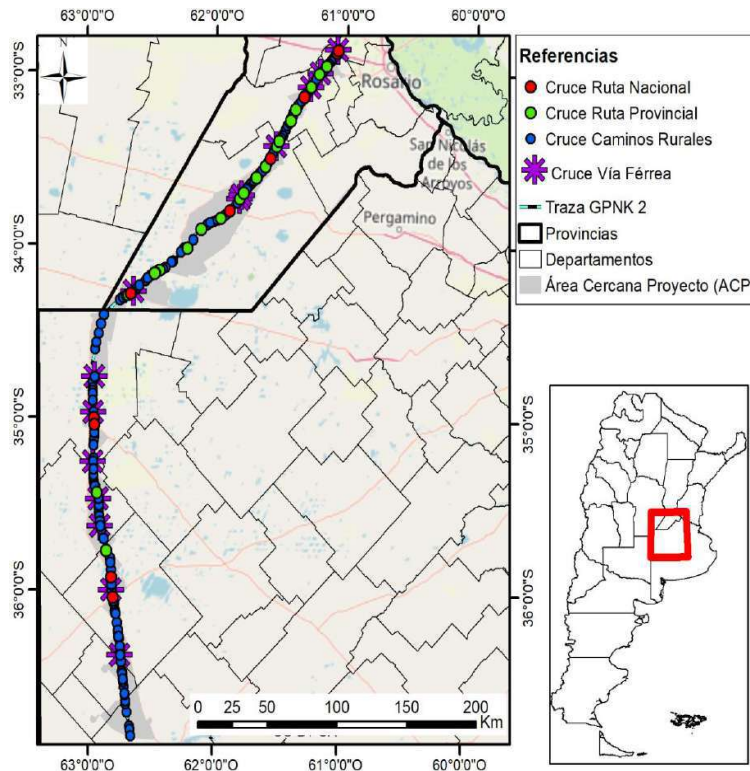 63°0'0"O 62°0'0"O 61°0'0"O 60°0'0"O
33°0'0"S
34°0'0"S
35°0'0"S
36°0'0"S
N
Rosario
San Nicolás
de los
Arroyos
Pergamino
0 25 50 100 150 200
Km
35°0'0"S
36°0'0"S
63°0'0"O 62°0'0"O 61°0'0"O 60°0'0"O
Referencias
Cruce Ruta Nacional
Cruce Ruta Provincial
Cruce Caminos Rurales
Cruce Vía Férrea
Traza GPNK 2
Provincias
Departamentos
Área Cercana Proyecto (ACP